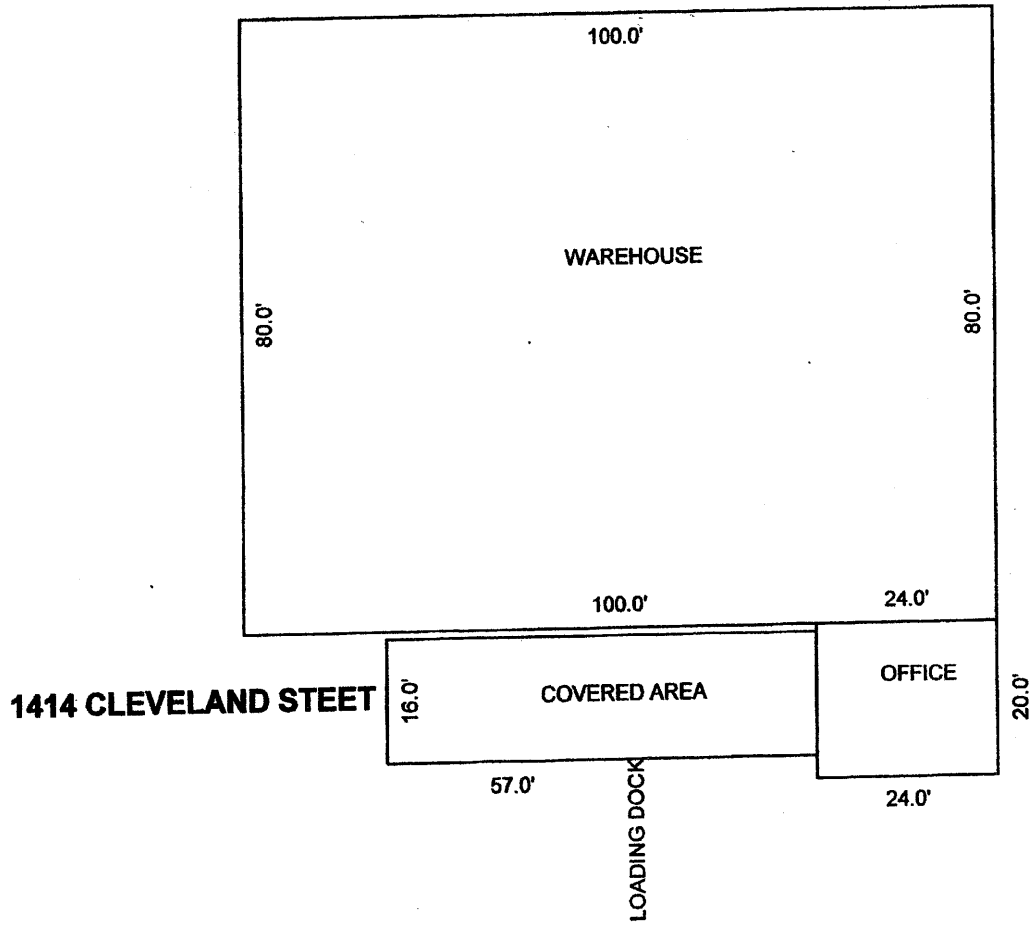 100.0'
WAREHOUSE
80.0'
80.0'
100.0'
24.0'
1414 CLEVELAND STEET
16.0'
COVERED AREA
OFFICE
20.0'
57.0'
LOADING DOCK
24.0'